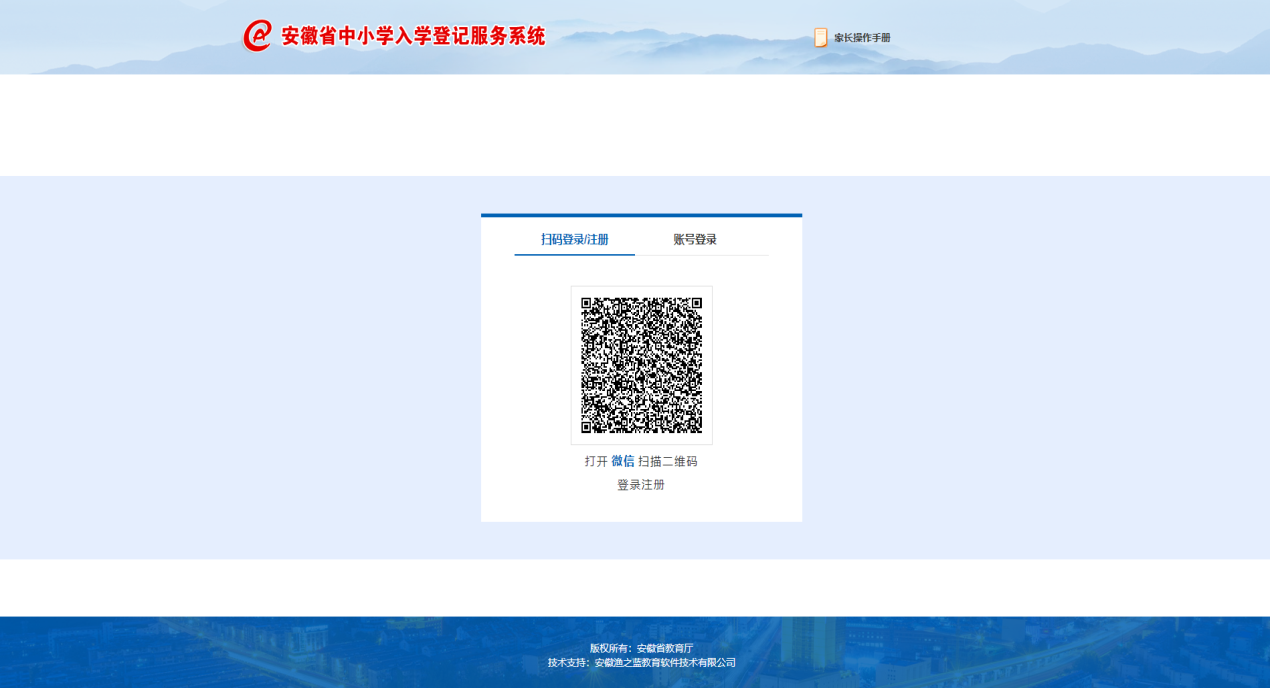 安徽省中小学入学登记服务系统
家长操作手册
扫码登录/注册
账号登录
打开 微信 扫描二维码
登录注册
版权所有：安徽省教育厅
技术支持：安徽渔之蓝教育软件技术有限公司